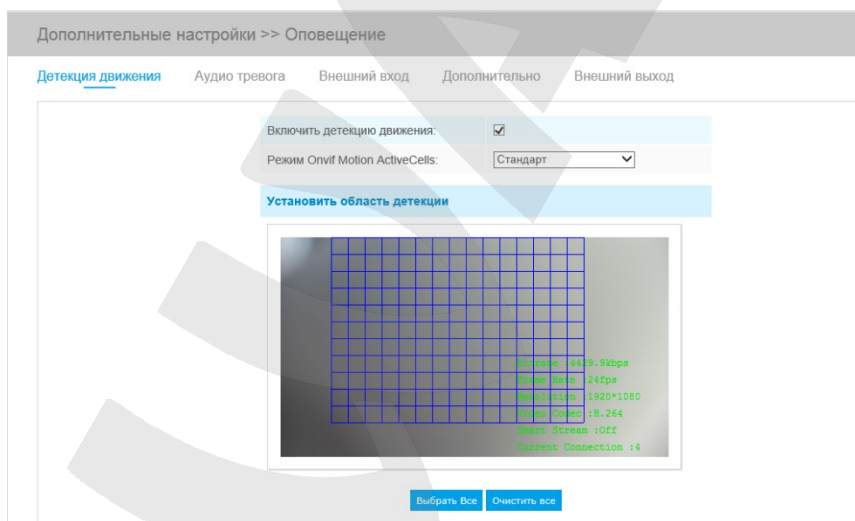 Дополнительные настройки >> Оповещение
Детекция движения Аудио тревога Внешний вход Дополнительно Внешний выход
Включить детекцию движения:
Режим Onvif Motion ActiveCells: Стандарт
Установить область детекции
Bitrate :4429.9kbps
Frame Rate :24fps
Resolution :1920*1080
Video Codec :H.264
Smart Stream :Off
Current Connection :4
Выбрать Все Очистить все